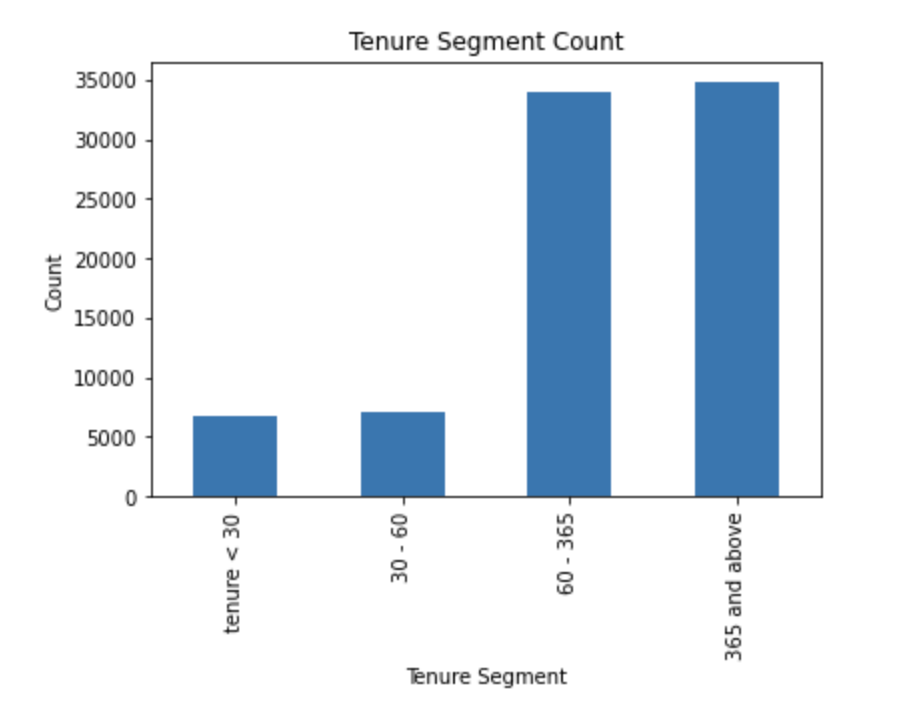 Tenure Segment Count
35000
30000
25000
20000
15000
10000
5000
0
Count
tenure < 30
30 - 60
60 - 365
365 and above
Tenure Segment